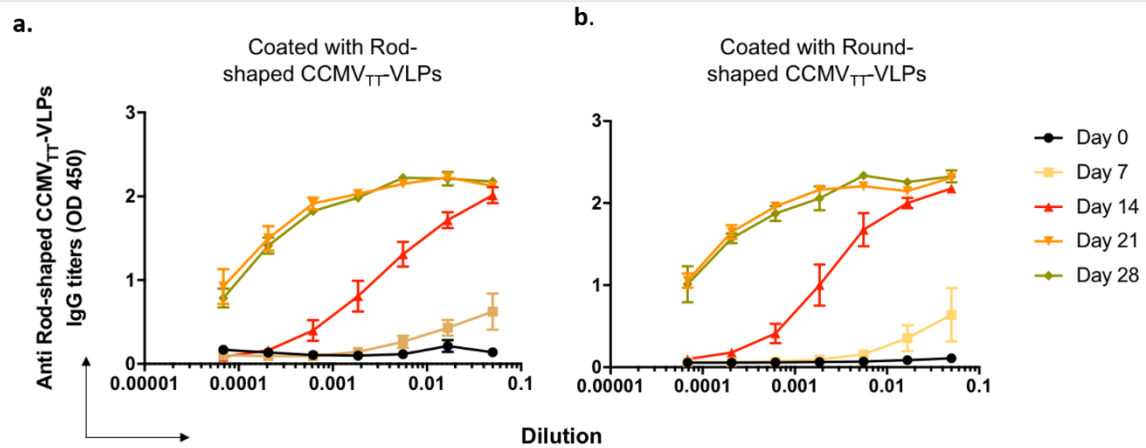 a.
Coated with Rod-
shaped CCMVTT-VLPs
Anti Rod-shaped CCMVTT-VLPs
IgG titers (OD 450)
3
2
1
0
0.00001
0.0001
0.001
0.01
0.1
b.
Coated with Round-
shaped CCMVTT-VLPs
3
2
1
0
0.00001
0.0001
0.001
0.01
0.1
Day 0
Day 7
Day 14
Day 21
Day 28
Dilution